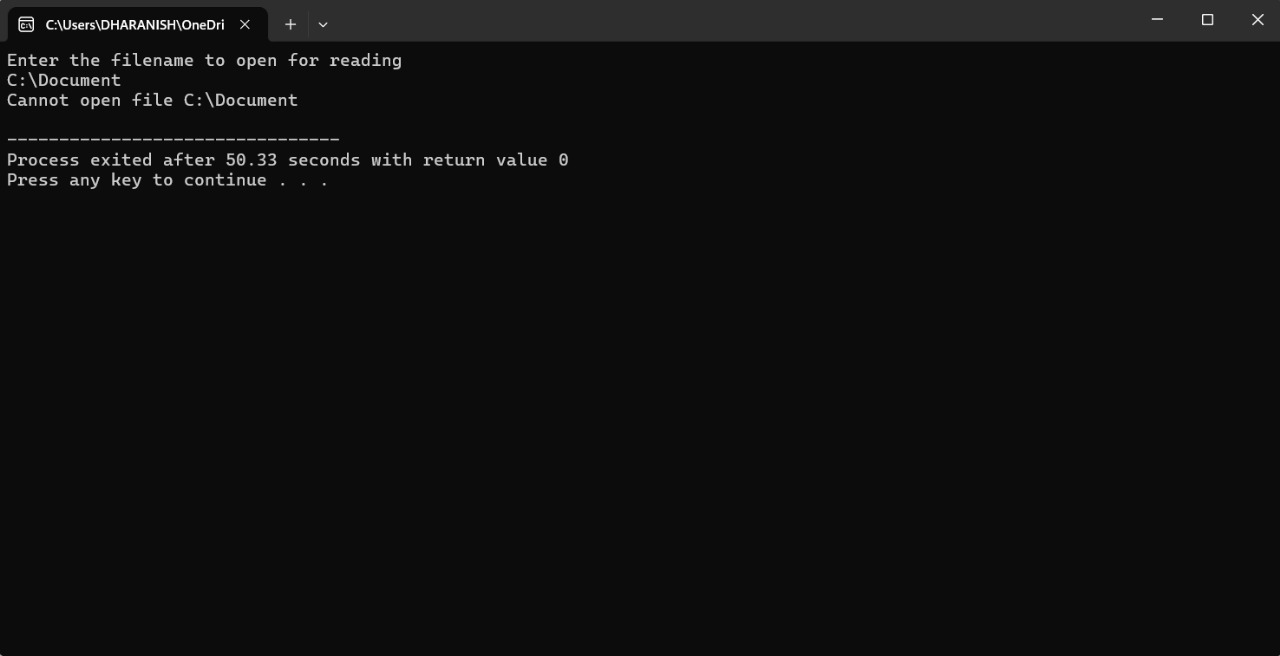 C:\Users\DHARANISH\OneDri
Enter the filename to open for reading
C:\Document
Cannot open file C:\Document
--------------------------------
Process exited after 50.33 seconds with return value 0
Press any key to continue . . .